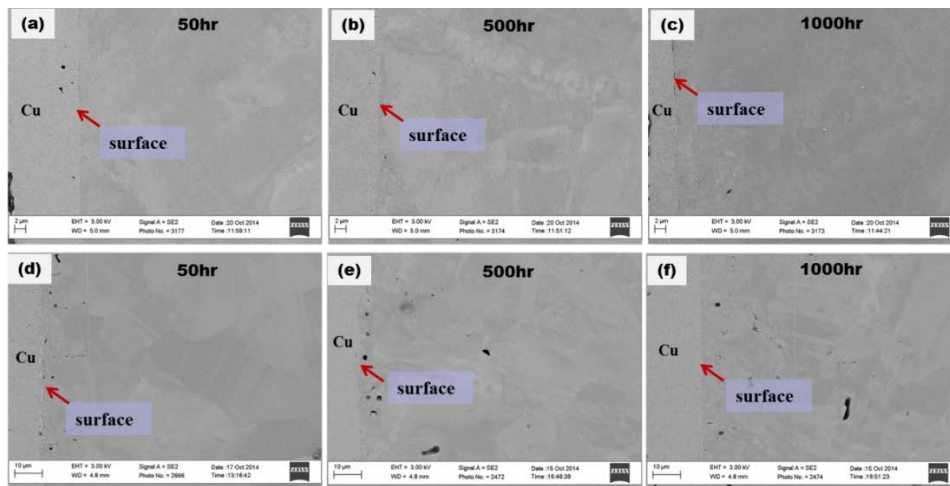 (a)
50hr
Cu
surface
2 µm
EHT = 3.00 kV
Signal A = SE2
Date :20 Oct 2014
WD = 5.0 mm
Photo No. = 3177
Time :11:59:11
ZEISS
(b)
500hr
Cu
surface
2 µm
EHT = 3.00 kV
Signal A = SE2
Date :20 Oct 2014
WD = 5.0 mm
Photo No. = 3174
Time :11:51:12
ZEISS
(c)
1000hr
Cu
surface
2 µm
EHT = 3.00 kV
Signal A = SE2
Date :20 Oct 2014
WD = 5.0 mm
Photo No. = 3173
Time :11:44:21
ZEISS
(d)
50hr
Cu
surface
10 µm
EHT = 3.00 kV
Signal A = SE2
Date :17 Oct 2014
WD = 4.8 mm
Photo No. = 2666
Time :13:16:42
ZEISS
(e)
500hr
Cu
surface
10 µm
EHT = 3.00 kV
Signal A = SE2
Date :15 Oct 2014
WD = 4.8 mm
Photo No. = 2472
Time :16:46:39
ZEISS
(f)
1000hr
Cu
surface
10 µm
EHT = 3.00 kV
Signal A = SE2
Date :15 Oct 2014
WD = 4.8 mm
Photo No. = 2474
Time :16:51:23
ZEISS